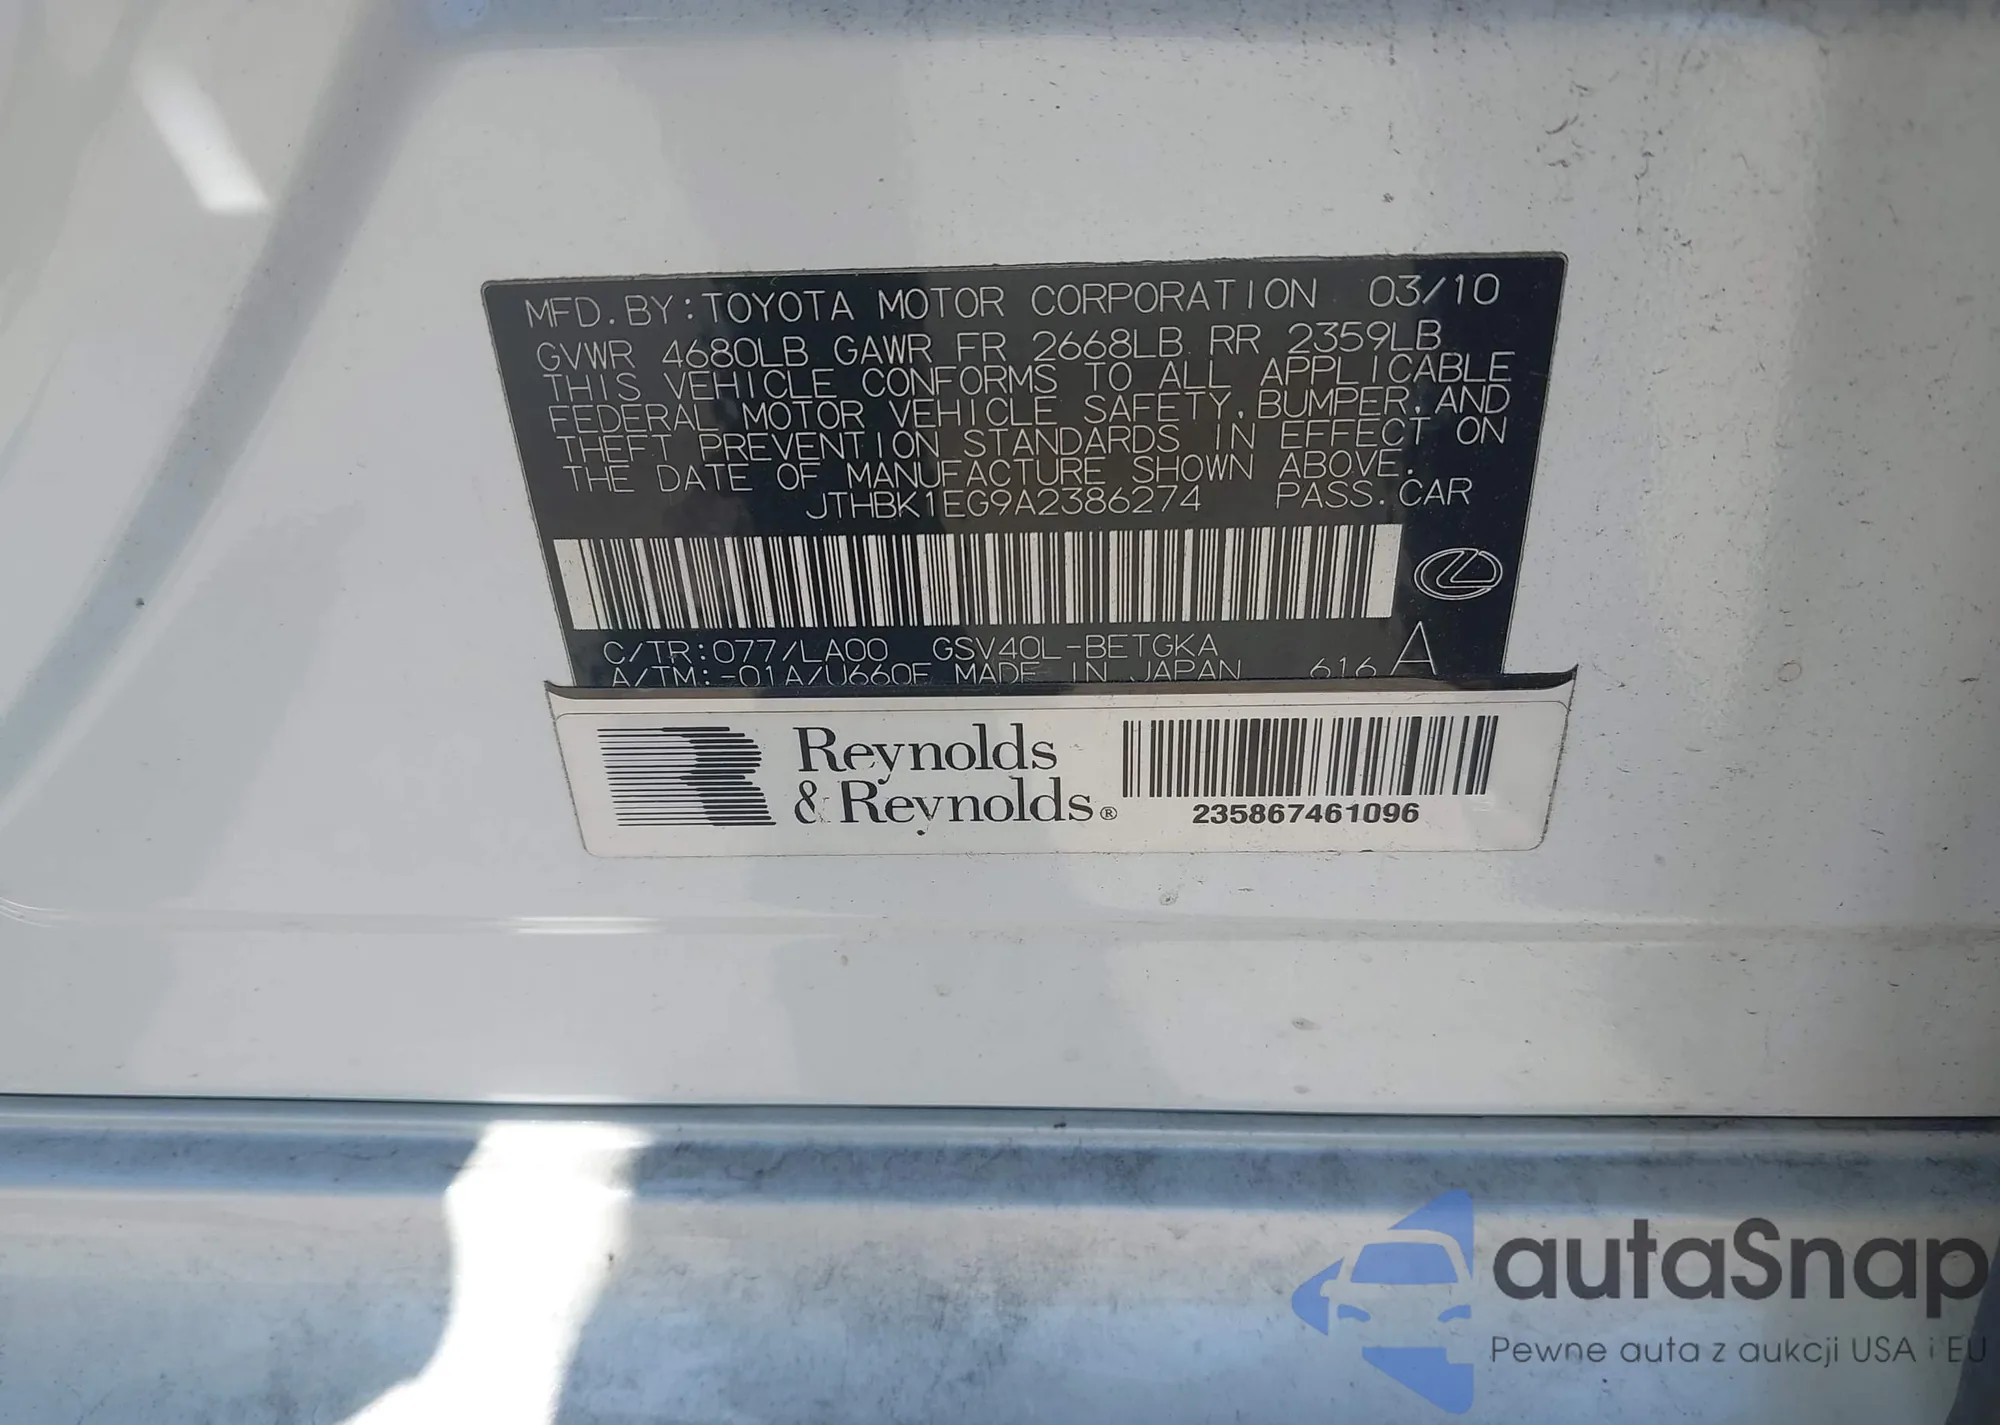 MFD. BY: TOYOTA MOTOR CORPORATION 03/10
GVWR 4680LB GAWR FR 2668LB RR 2359LB
THIS VEHICLE CONFORMS TO ALL APPLICABLE
FEDERAL MOTOR VEHICLE SAFETY, BUMPER, AND
THEFT PREVENTION STANDARDS IN EFFECT ON
THE DATE OF MANUFACTURE SHOWN ABOVE.
JTHBK1EG9A2386274 PASS. CAR
C/TR: 077/LA00 GSV40L-BETGKA
A/TM: -01A/U660E MADE IN JAPAN 616 A
Reynolds
& Reynolds®
235867461096
autaSnap
Pewne auta z aukcji USA i EU